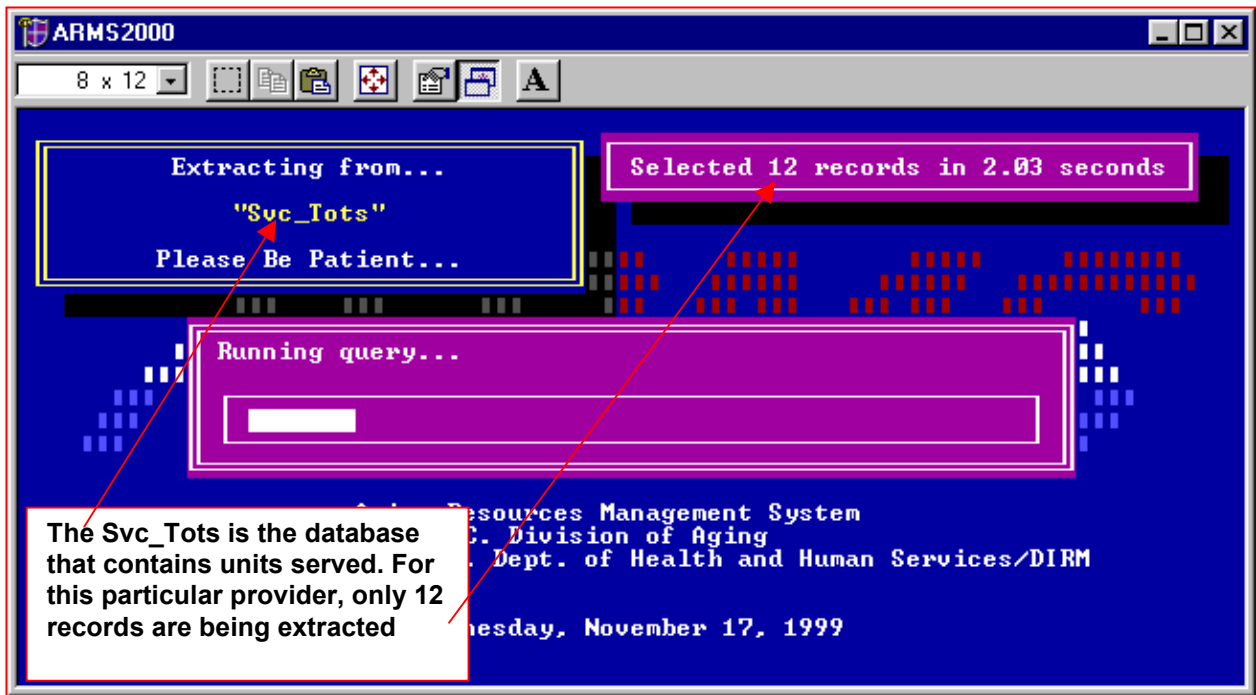 ARMS2000
8 x 12
A
Extracting from...
"Svc_Tots"
Please Be Patient...
Selected 12 records in 2.03 seconds
Running query...
Resources Management System
Division of Aging
Dept. of Health and Human Services/DIRM
November 17, 1999
The Svc_Tots is the database
that contains units served. For
this particular provider, only 12
records are being extracted